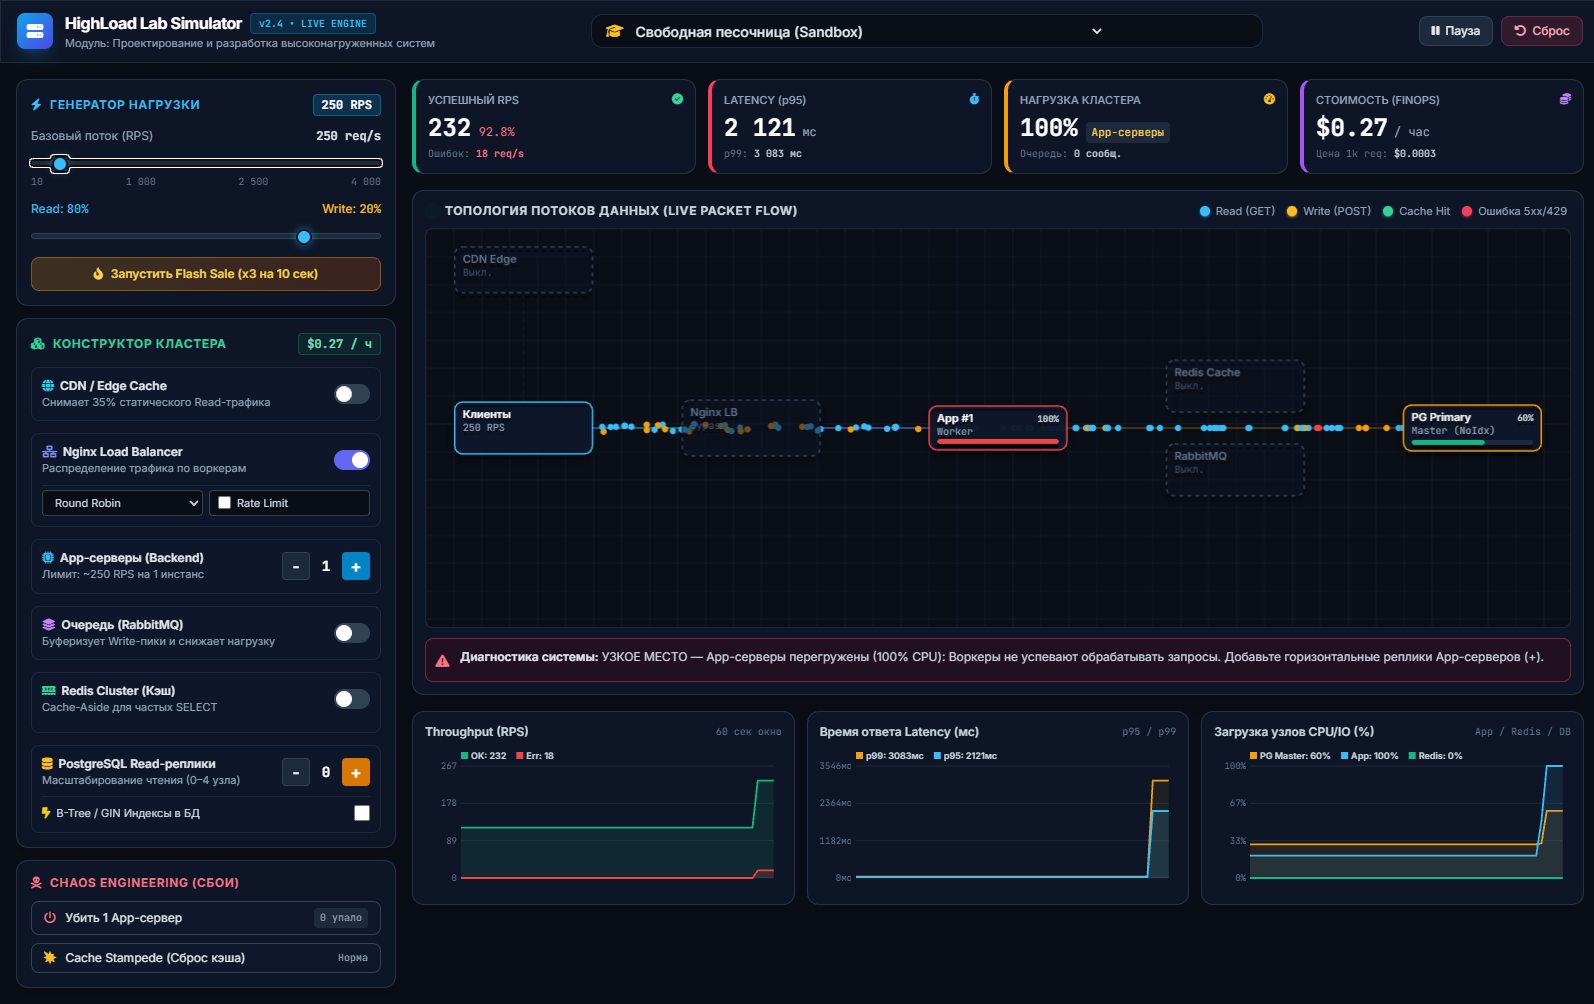 HighLoad Lab Simulator
v2.4 • LIVE ENGINE
Модуль: Проектирование и разработка высоконагруженных систем
Свободная песочница (Sandbox)
Пауза
Сброс
ГЕНЕРАТОР НАГРУЗКИ
250 RPS
Базовый поток (RPS)
250 req/s
10 1 000 2 500 4 000
Read: 80%
Write: 20%
Запустить Flash Sale (x3 на 10 сек)
КОНСТРУКТОР КЛАСТЕРА
$0.27 / ч
CDN / Edge Cache
Снимает 35% статического Read-трафика
Nginx Load Balancer
Распределение трафика по воркерам
Round Robin
Rate Limit
App-серверы (Backend)
Лимит: ~250 RPS на 1 инстанс
- 1 +
Очередь (RabbitMQ)
Буферизует Write-пики и снижает нагрузку
Redis Cluster (Кэш)
Cache-Aside для частых SELECT
PostgreSQL Read-реплики
Масштабирование чтения (0–4 узла)
- 0 +
B-Tree / GIN Индексы в БД
CHAOS ENGINEERING (СБОИ)
Убить 1 App-сервер
0 упало
Cache Stampede (Сброс кэша)
Норма
УСПЕШНЫЙ RPS
232 92.8%
Ошибок: 18 req/s
LATENCY (p95)
2 121 мс
p99: 3 083 мс
НАГРУЗКА КЛАСТЕРА
100% App-серверы
Очередь: 0 сообщ.
СТОИМОСТЬ (FINOPS)
$0.27 / час
Цена 1k req: $0.0003
ТОПОЛОГИЯ ПОТОКОВ ДАННЫХ (LIVE PACKET FLOW)
Read (GET)
Write (POST)
Cache Hit
Ошибка 5xx/429
CDN Edge
Выкл.
Клиенты
250 RPS
Nginx LB
App #1 100%
Worker
Redis Cache
Выкл.
RabbitMQ
Выкл.
PG Primary 60%
Master (NoIdx)
Диагностика системы: УЗКОЕ МЕСТО — App-серверы перегружены (100% CPU): Воркеры не успевают обрабатывать запросы. Добавьте горизонтальные реплики App-серверов (+).
Throughput (RPS)
60 сек окно
OK: 232 Err: 18
267
178
89
0
Время ответа Latency (мс)
p95 / p99
p99: 3083мс p95: 2121мс
3546мс
2364мс
1182мс
0мс
Загрузка узлов CPU/IO (%)
App / Redis / DB
PG Master: 60% App: 100% Redis: 0%
100%
67%
33%
0%